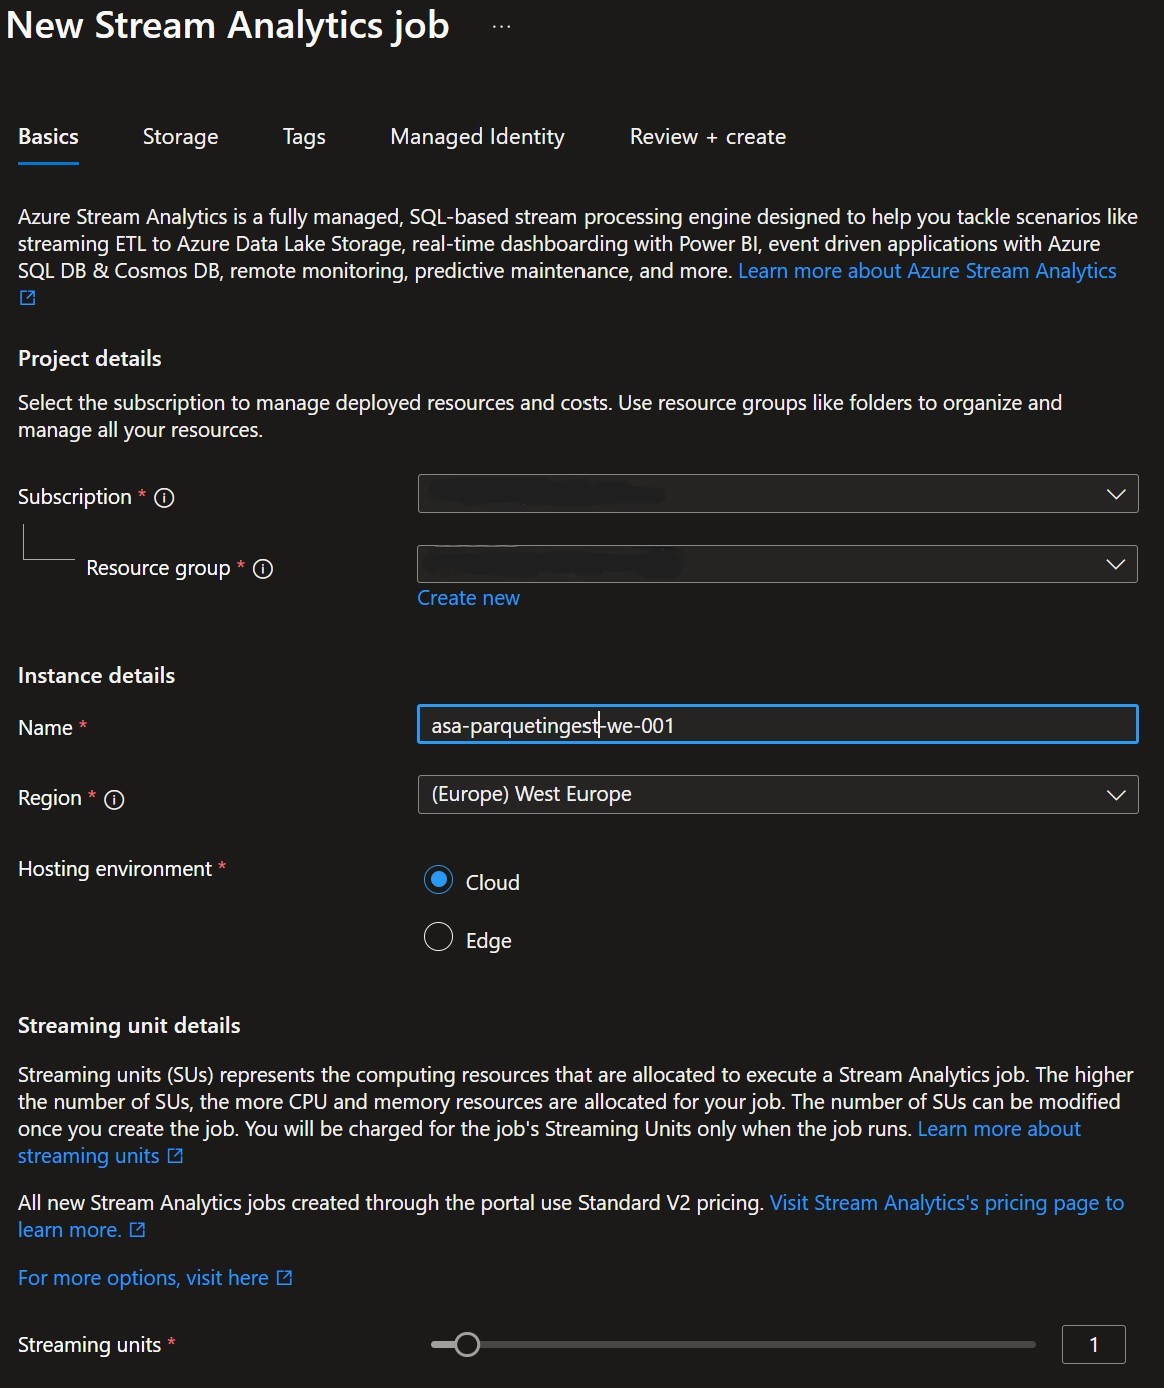 New Stream Analytics job ...
Basics Storage Tags Managed Identity Review + create
Azure Stream Analytics is a fully managed, SQL-based stream processing engine designed to help you tackle scenarios like
streaming ETL to Azure Data Lake Storage, real-time dashboarding with Power BI, event driven applications with Azure
SQL DB & Cosmos DB, remote monitoring, predictive maintenance, and more. Learn more about Azure Stream Analytics
Project details
Select the subscription to manage deployed resources and costs. Use resource groups like folders to organize and
manage all your resources.
Subscription *
Resource group *
Create new
Instance details
Name * asa-parquetingest-we-001
Region * (Europe) West Europe
Hosting environment *
Cloud
Edge
Streaming unit details
Streaming units (SUs) represents the computing resources that are allocated to execute a Stream Analytics job. The higher
the number of SUs, the more CPU and memory resources are allocated for your job. The number of SUs can be modified
once you create the job. You will be charged for the job's Streaming Units only when the job runs. Learn more about
streaming units
All new Stream Analytics jobs created through the portal use Standard V2 pricing. Visit Stream Analytics's pricing page to
learn more.
For more options, visit here
Streaming units * 1